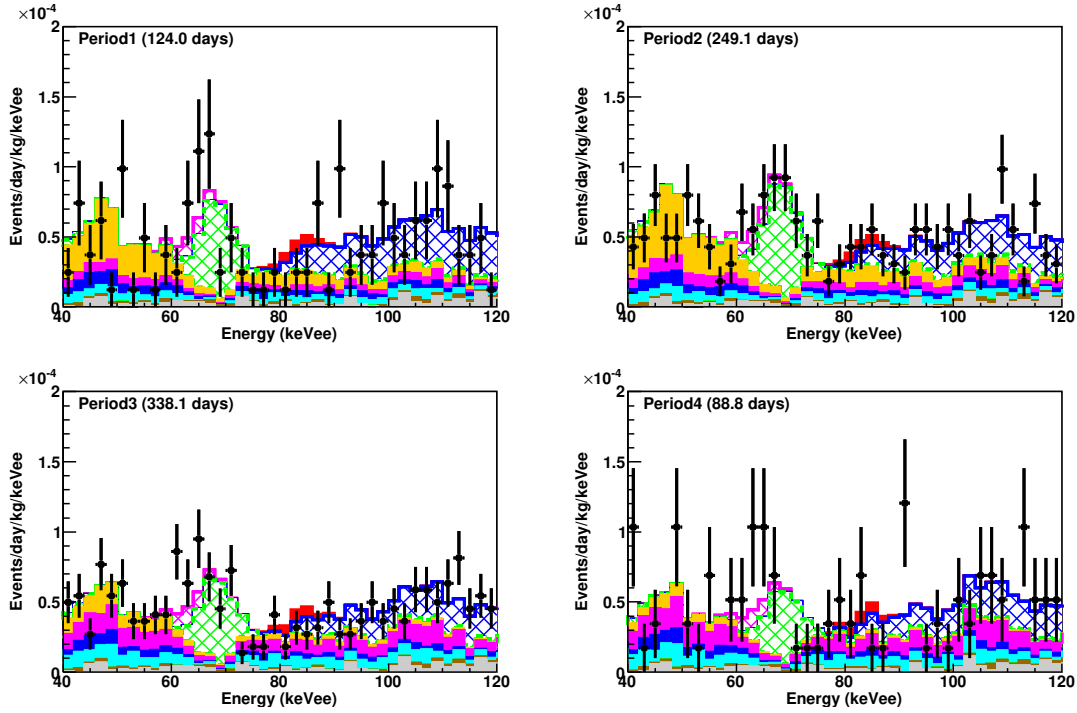 ×10⁻⁴
Period1 (124.0 days)
Events/day/kg/keVee
2
1.5
1
0.5
0
40 60 80 100 120
Energy (keVee)
×10⁻⁴
Period2 (249.1 days)
Events/day/kg/keVee
2
1.5
1
0.5
0
40 60 80 100 120
Energy (keVee)
×10⁻⁴
Period3 (338.1 days)
Events/day/kg/keVee
2
1.5
1
0.5
0
40 60 80 100 120
Energy (keVee)
×10⁻⁴
Period4 (88.8 days)
Events/day/kg/keVee
2
1.5
1
0.5
0
40 60 80 100 120
Energy (keVee)